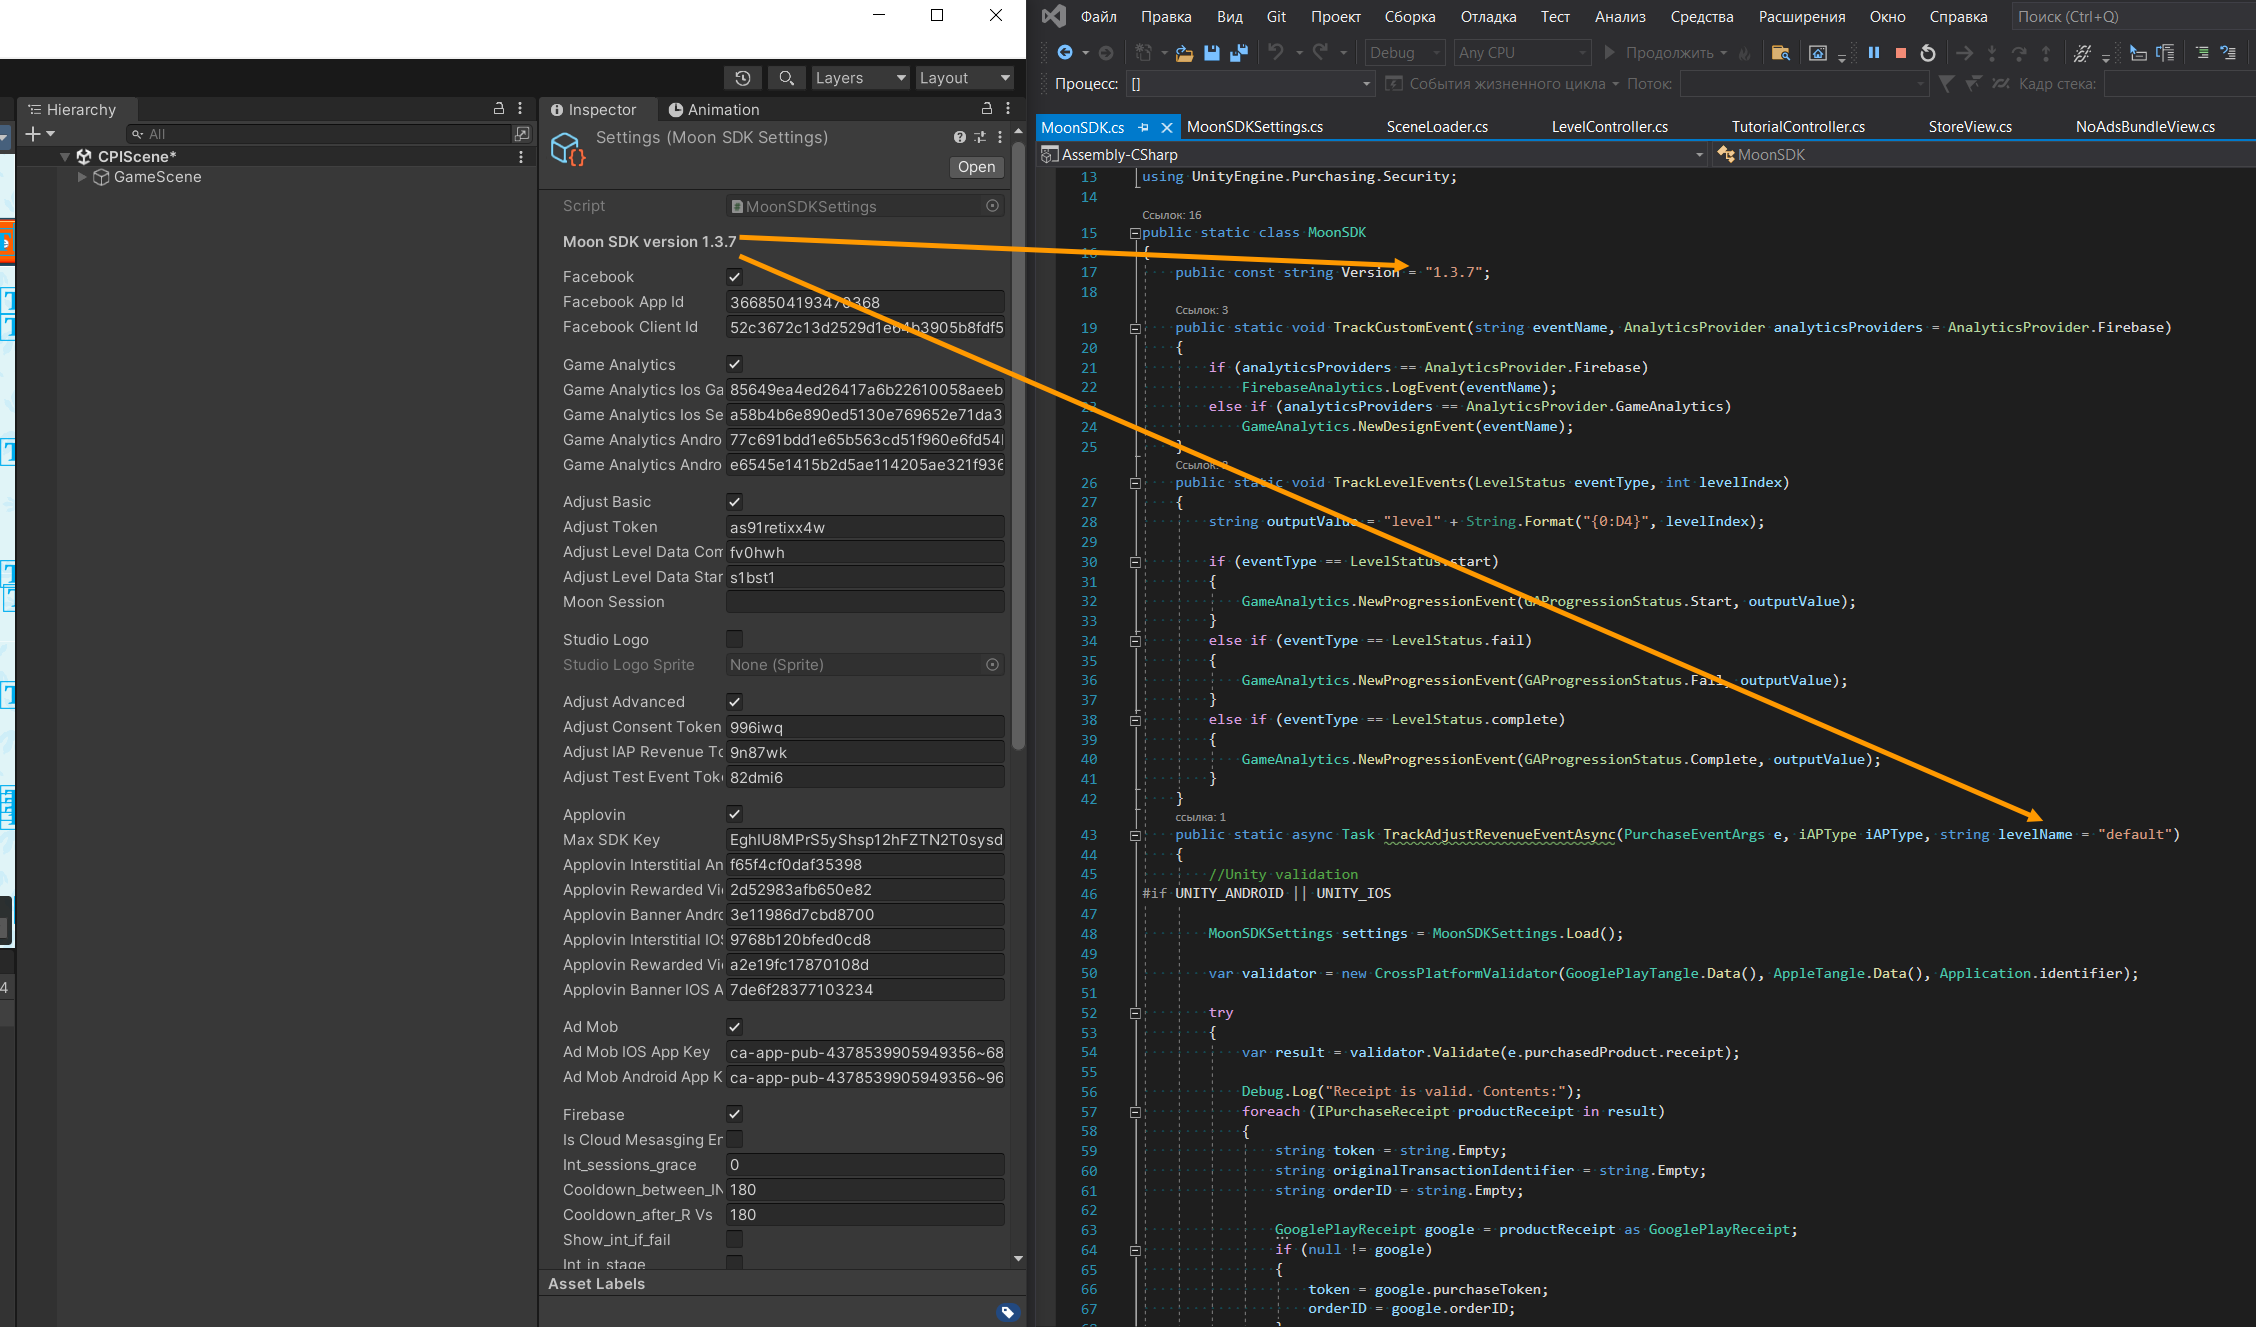 Layers
Layout
Hierarchy
All
CPIScene*
GameScene
4
Inspector
Animation
Settings (Moon SDK Settings)
Open
Script
MoonSDKSettings
Moon SDK version 1.3.7
Facebook
Facebook App Id
3668504193470368
Facebook Client Id
52c3672c13d2529d1e64b3905b8fdf5
Game Analytics
Game Analytics Ios Ga
85649ea4ed26417a6b22610058aeeb
Game Analytics Ios Se
a58b4b6e890ed5130e769652e71da3
Game Analytics Andro
77c691bdd1e65b563cd51f960e6fd54
Game Analytics Andro
e6545e1415b2d5ae114205ae321f936
Adjust Basic
Adjust Token
as91retixx4w
Adjust Level Data Com
fv0hwh
Adjust Level Data Star
s1bst1
Moon Session
Studio Logo
Studio Logo Sprite
None (Sprite)
Adjust Advanced
Adjust Consent Token
996iwq
Adjust IAP Revenue To
9n87wk
Adjust Test Event Toke
82dmi6
Applovin
Max SDK Key
EghIU8MPrS5yShsp12hFZTN2T0sysd
Applovin Interstitial An
f65f4cf0daf35398
Applovin Rewarded Vi
2d52983afb650e82
Applovin Banner Andro
3e11986d7cbd8700
Applovin Interstitial IOS
9768b120bfed0cd8
Applovin Rewarded Vi
a2e19fc17870108d
Applovin Banner IOS A
7de6f28377103234
Ad Mob
Ad Mob IOS App Key
ca-app-pub-4378539905949356~68
Ad Mob Android App K
ca-app-pub-4378539905949356~96
Firebase
Is Cloud Mesasging En
Int_sessions_grace
0
Cooldown_between_IN
180
Cooldown_after_R Vs
180
Show_int_if_fail
Int_in_stage
Asset Labels
Файл Правка Вид Git Проект Сборка Отладка Тест Анализ Средства Расширения Окно Справка
Поиск (Ctrl+Q)
Debug
Any CPU
Продолжить
Процесс:
[]
События жизненного цикла
Поток:
Кадр стека:
MoonSDK.cs
MoonSDKSettings.cs
SceneLoader.cs
LevelController.cs
TutorialController.cs
StoreView.cs
NoAdsBundleView.cs
Assembly-CSharp
MoonSDK
13 using UnityEngine.Purchasing.Security;
14
Ссылок: 16
15 public static class MoonSDK
16 {
17 public const string Version = "1.3.7";
18
Ссылок: 3
19 public static void TrackCustomEvent(string eventName, AnalyticsProvider analyticsProviders = AnalyticsProvider.Firebase)
20 {
21 if (analyticsProviders == AnalyticsProvider.Firebase)
22 FirebaseAnalytics.LogEvent(eventName);
23 else if (analyticsProviders == AnalyticsProvider.GameAnalytics)
24 GameAnalytics.NewDesignEvent(eventName);
25 }
Ссылок:
26 public static void TrackLevelEvents(LevelStatus eventType, int levelIndex)
27 {
28 string outputValue = "level" + String.Format("{0:D4}", levelIndex);
29
30 if (eventType == LevelStatus.start)
31 {
32 GameAnalytics.NewProgressionEvent(GAProgressionStatus.Start, outputValue);
33 }
34 else if (eventType == LevelStatus.fail)
35 {
36 GameAnalytics.NewProgressionEvent(GAProgressionStatus.Fail, outputValue);
37 }
38 else if (eventType == LevelStatus.complete)
39 {
40 GameAnalytics.NewProgressionEvent(GAProgressionStatus.Complete, outputValue);
41 }
42 }
ссылка: 1
43 public static async Task TrackAdjustRevenueEventAsync(PurchaseEventArgs e, iAPType iAPType, string levelName = "default")
44 {
45 //Unity validation
46 #if UNITY_ANDROID || UNITY_IOS
47
48 MoonSDKSettings settings = MoonSDKSettings.Load();
49
50 var validator = new CrossPlatformValidator(GooglePlayTangle.Data(), AppleTangle.Data(), Application.identifier);
51
52 try
53 {
54 var result = validator.Validate(e.purchasedProduct.receipt);
55
56 Debug.Log("Receipt is valid. Contents:");
57 foreach (IPurchaseReceipt productReceipt in result)
58 {
59 string token = string.Empty;
60 string originalTransactionIdentifier = string.Empty;
61 string orderID = string.Empty;
62
63 GooglePlayReceipt google = productReceipt as GooglePlayReceipt;
64 if (null != google)
65 {
66 token = google.purchaseToken;
67 orderID = google.orderID;